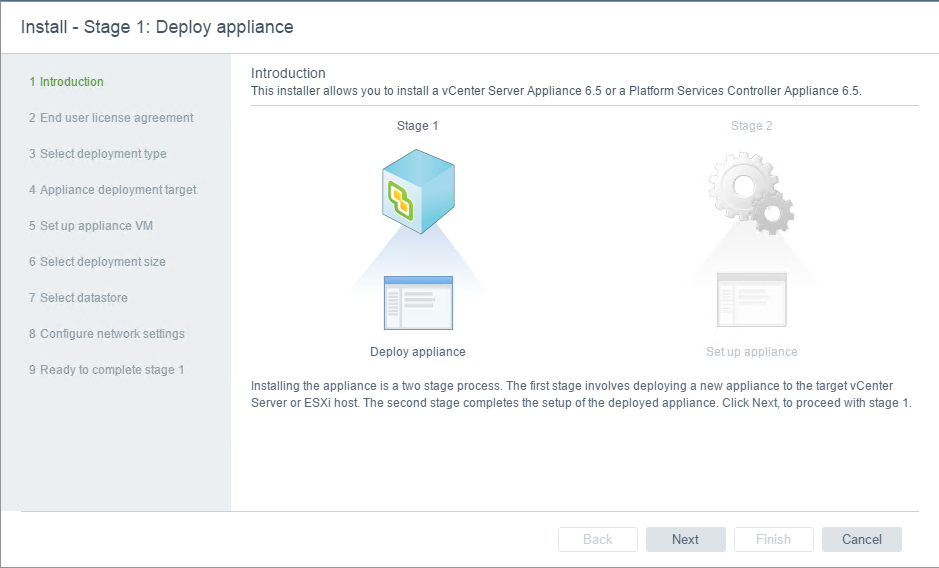 Install - Stage 1: Deploy appliance
1 Introduction
2 End user license agreement
3 Select deployment type
4 Appliance deployment target
5 Set up appliance VM
6 Select deployment size
7 Select datastore
8 Configure network settings
9 Ready to complete stage 1
Introduction
This installer allows you to install a vCenter Server Appliance 6.5 or a Platform Services Controller Appliance 6.5.
Stage 1
Stage 2
Deploy appliance
Set up appliance
Installing the appliance is a two stage process. The first stage involves deploying a new appliance to the target vCenter
Server or ESXi host. The second stage completes the setup of the deployed appliance. Click Next, to proceed with stage 1.
Back
Next
Finish
Cancel